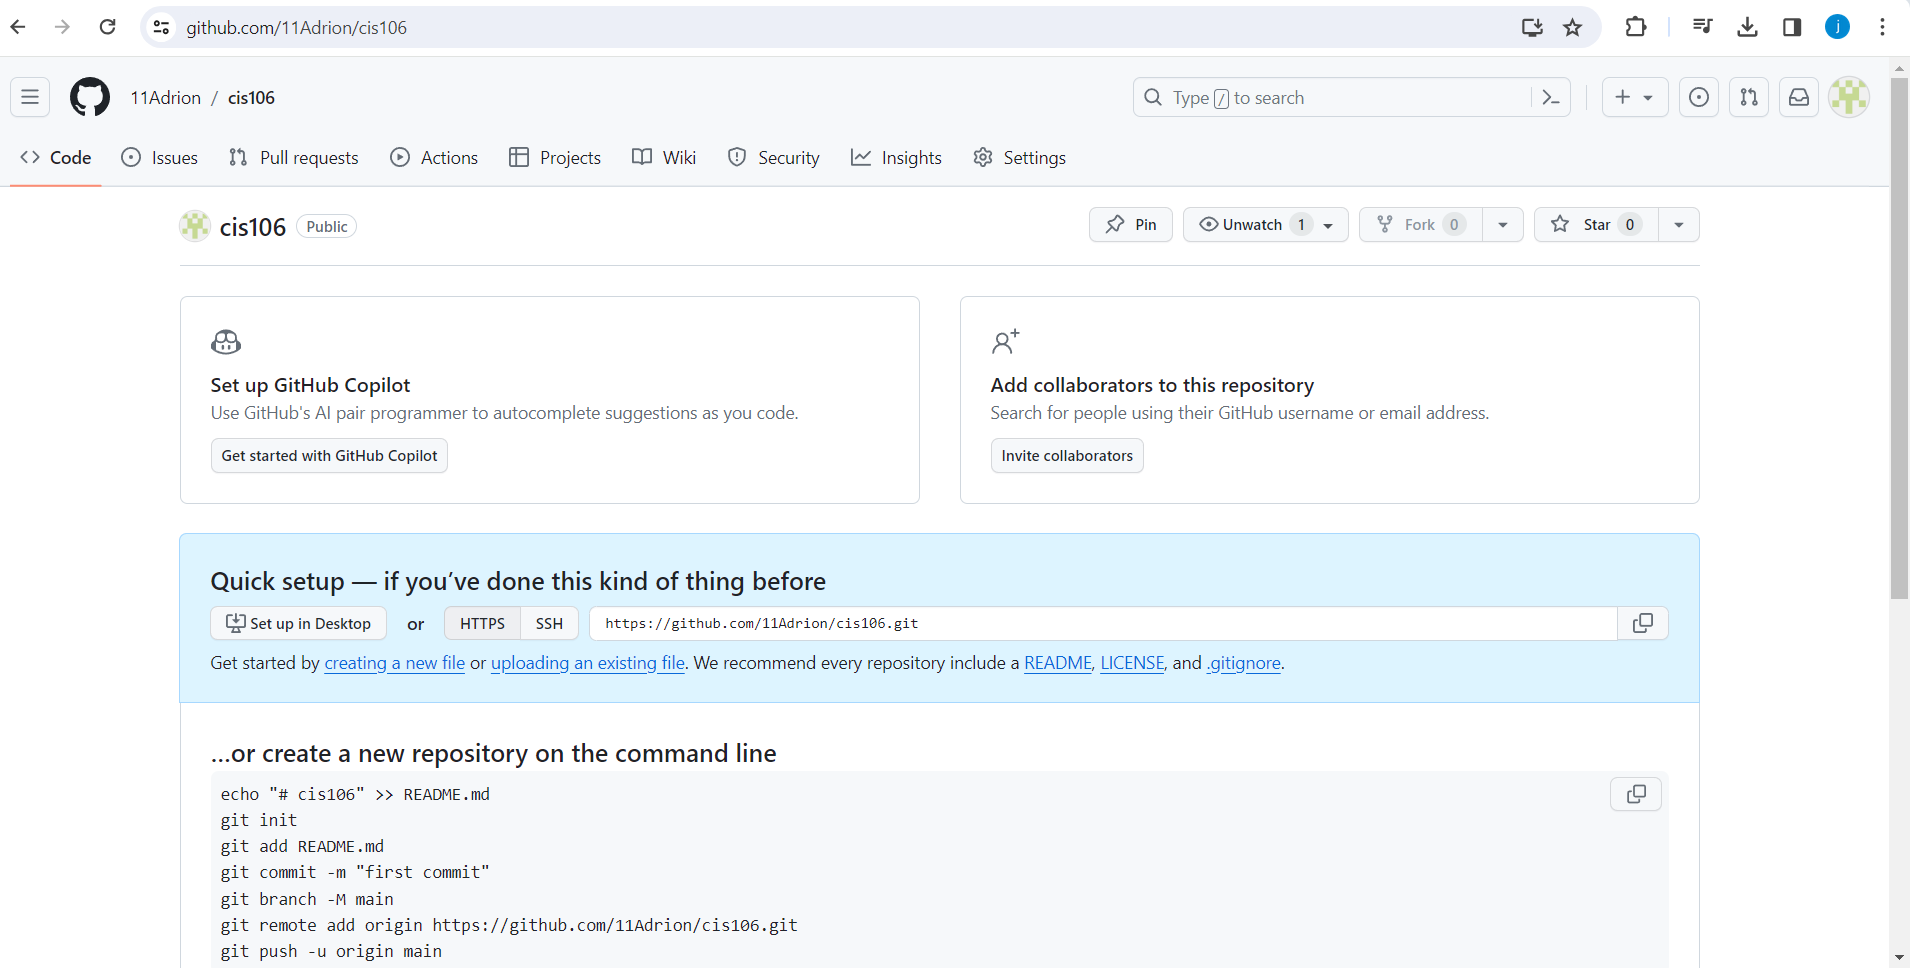 github.com/11Adrion/cis106
j
11Adrion / cis106
Type / to search
Code Issues Pull requests Actions Projects Wiki Security Insights Settings
cis106 Public
Pin Unwatch 1 Fork 0 Star 0
Set up GitHub Copilot
Use GitHub's AI pair programmer to autocomplete suggestions as you code.
Get started with GitHub Copilot
Add collaborators to this repository
Search for people using their GitHub username or email address.
Invite collaborators
Quick setup — if you’ve done this kind of thing before
Set up in Desktop or HTTPS SSH https://github.com/11Adrion/cis106.git
Get started by creating a new file or uploading an existing file. We recommend every repository include a README, LICENSE, and .gitignore.
…or create a new repository on the command line
echo "# cis106" >> README.md
git init
git add README.md
git commit -m "first commit"
git branch -M main
git remote add origin https://github.com/11Adrion/cis106.git
git push -u origin main